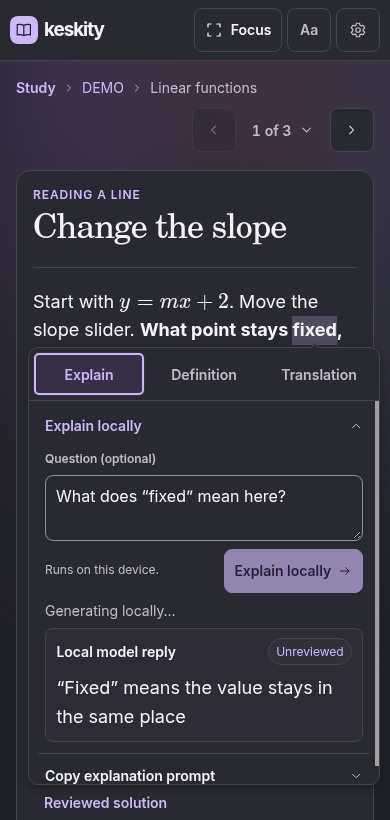 keskity
Focus
Aa
Study > DEMO > Linear functions
1 of 3
READING A LINE
Change the slope
Start with y = mx + 2. Move the
slope slider. What point stays fixed,
Explain
Definition
Translation
Explain locally
Question (optional)
What does “fixed” mean here?
Runs on this device.
Explain locally →
Generating locally...
Local model reply
Unreviewed
“Fixed” means the value stays in
the same place
Copy explanation prompt
Reviewed solution